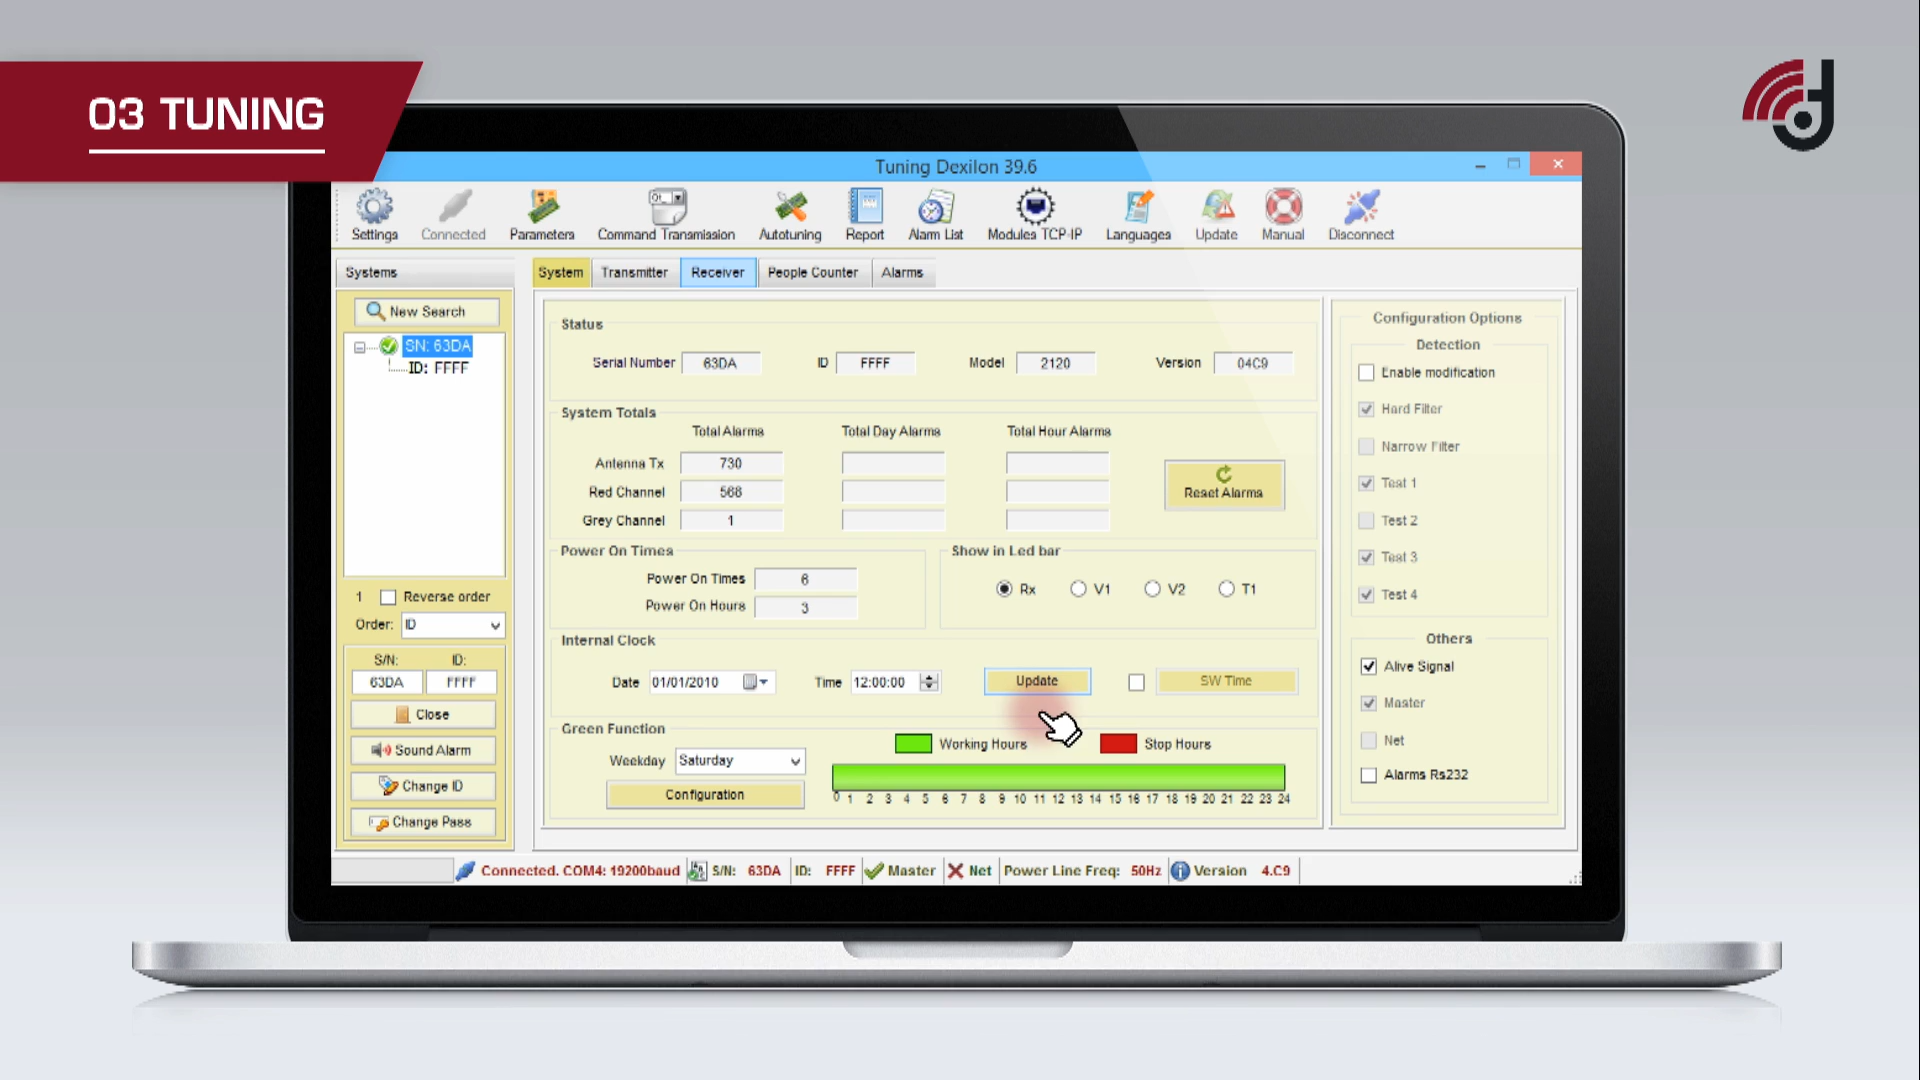 03 TUNING
Tuning Dexilon 39.6
Settings Connected Parameters Command Transmission Autotuning Report Alarm List Modules TCP-IP Languages Update Manual Disconnect
Systems
System Transmitter Receiver People Counter Alarms
New Search
SN: 63DA
ID: FFFF
1 Reverse order
Order: ID
S/N: ID:
63DA FFFF
Close
Sound Alarm
Change ID
Change Pass
Status
Serial Number 63DA ID FFFF Model 2120 Version 04C9
System Totals
Total Alarms Total Day Alarms Total Hour Alarms
Antenna Tx 730
Red Channel 568
Grey Channel 1
Reset Alarms
Power On Times
Power On Times 6
Power On Hours 3
Show in Led bar
Rx V1 V2 T1
Internal Clock
Date 01/01/2010 Time 12:00:00 Update SW Time
Green Function
Working Hours Stop Hours
Weekday Saturday
Configuration
0 1 2 3 4 5 6 7 8 9 10 11 12 13 14 15 16 17 18 19 20 21 22 23 24
Configuration Options
Detection
Enable modification
Hard Filter
Narrow Filter
Test 1
Test 2
Test 3
Test 4
Others
Alive Signal
Master
Net
Alarms Rs232
Connected. COM4: 19200baud S/N: 63DA ID: FFFF Master Net Power Line Freq: 50Hz Version 4.C9